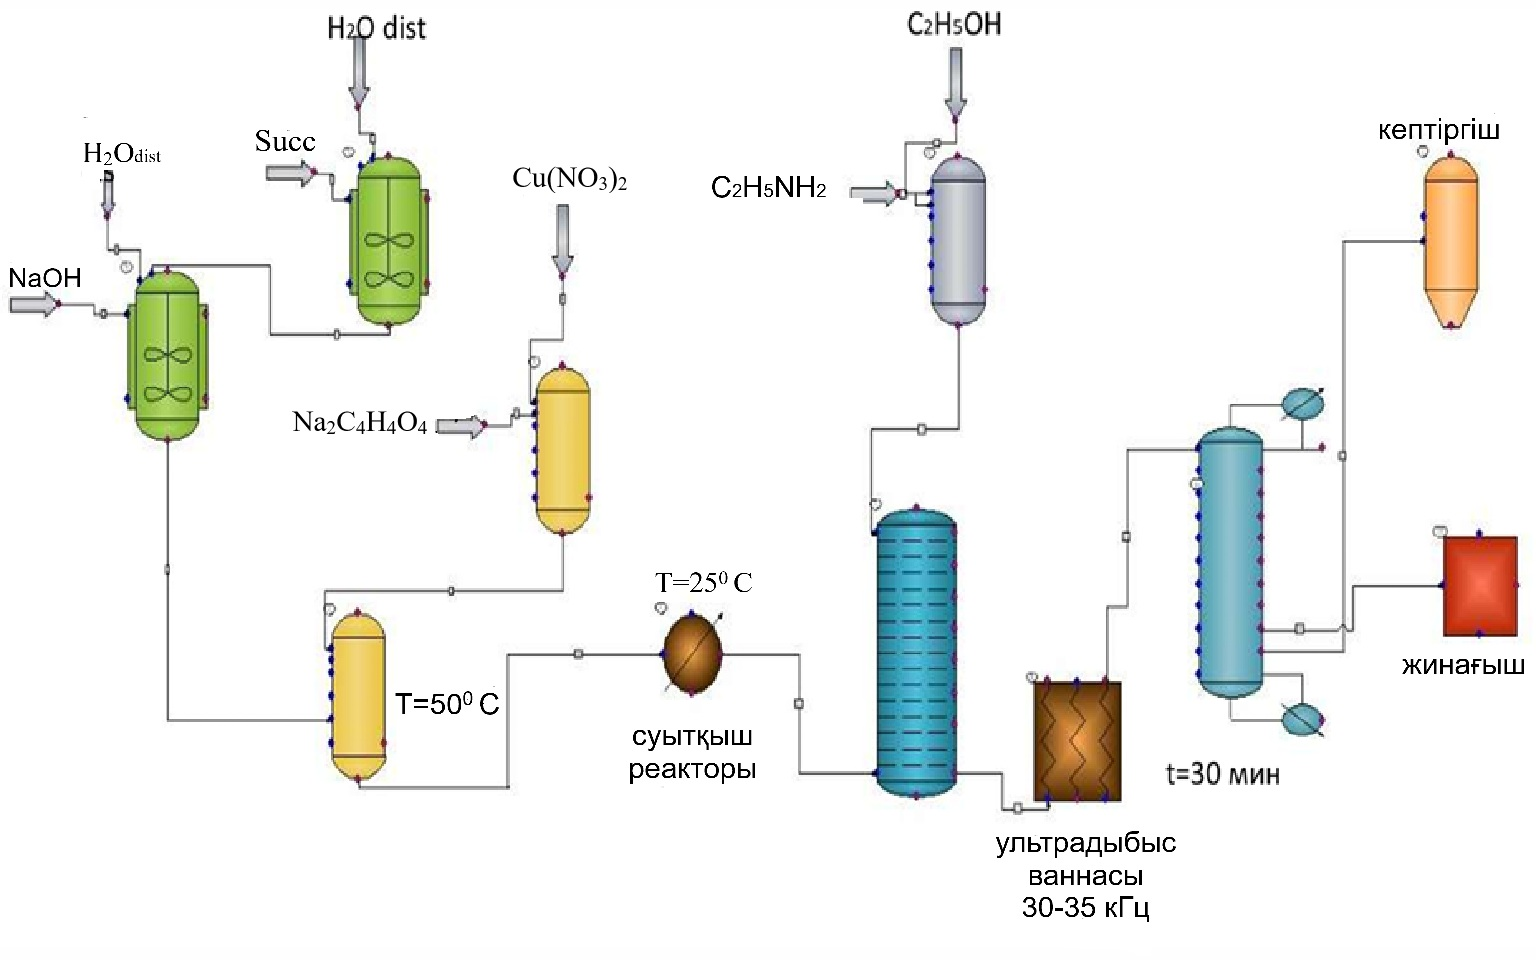 H₂O dist
C₂H₅OH
Succ
H₂Odist
Cu(NO₃)₂
C₂H₅NH₂
кептіргіш
NaOH
Na₂C₄H₄O₄
T=25⁰ C
T=50⁰ C
суытқыш
реакторы
жинағыш
t=30 мин
ультрадыбыс
ваннасы
30-35 кГц